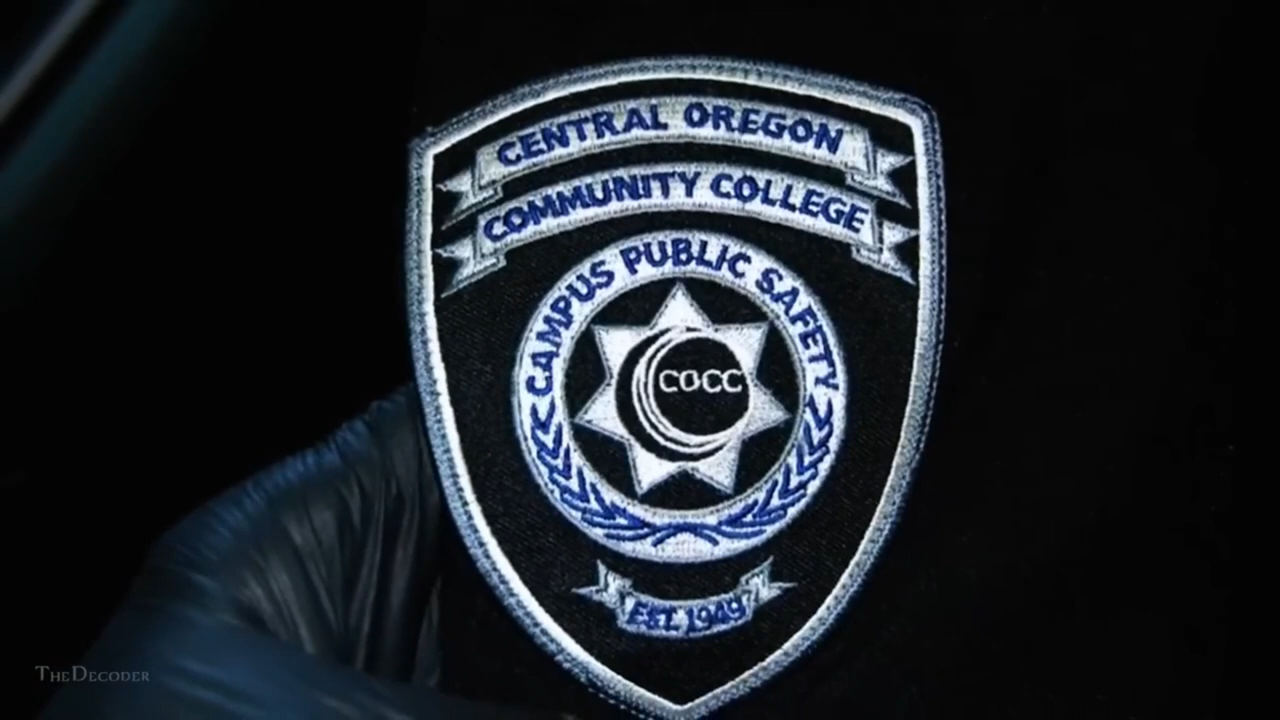 CENTRAL OREGON
COMMUNITY COLLEGE
CAMPUS PUBLIC SAFETY
COCC
EST. 1949
THEDECODER